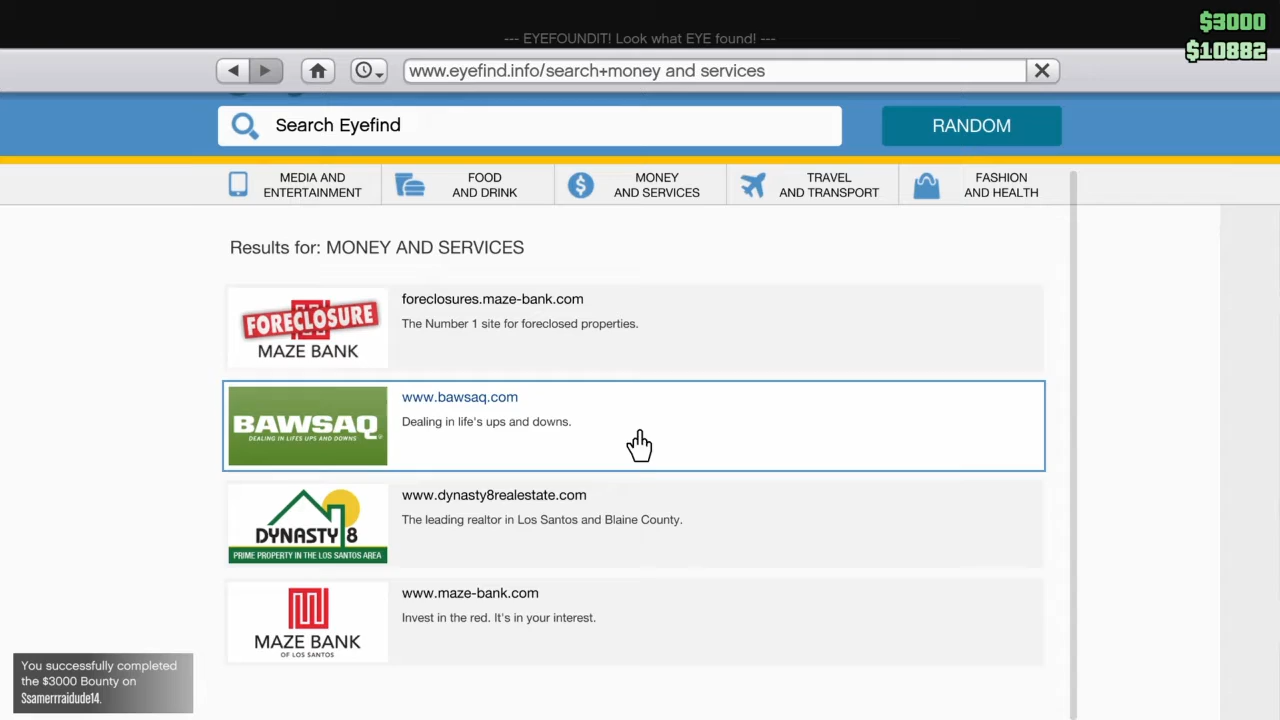 $3000
--- EYEFOUNDIT! Look what EYE found! ---
$10882
www.eyefind.info/search+money and services
Search Eyefind
RANDOM
MEDIA AND
ENTERTAINMENT
FOOD
AND DRINK
MONEY
AND SERVICES
TRAVEL
AND TRANSPORT
FASHION
AND HEALTH
Results for: MONEY AND SERVICES
FORECLOSURE
MAZE BANK
foreclosures.maze-bank.com
The Number 1 site for foreclosed properties.
BAWSAQ
DEALING IN LIFES UPS AND DOWNS
www.bawsaq.com
Dealing in life's ups and downs.
DYNASTY 8
PRIME PROPERTY IN THE LOS SANTOS AREA
www.dynasty8realestate.com
The leading realtor in Los Santos and Blaine County.
MAZE BANK
OF LOS SANTOS
www.maze-bank.com
Invest in the red. It's in your interest.
You successfully completed
the $3000 Bounty on
Ssamerrraidude14.